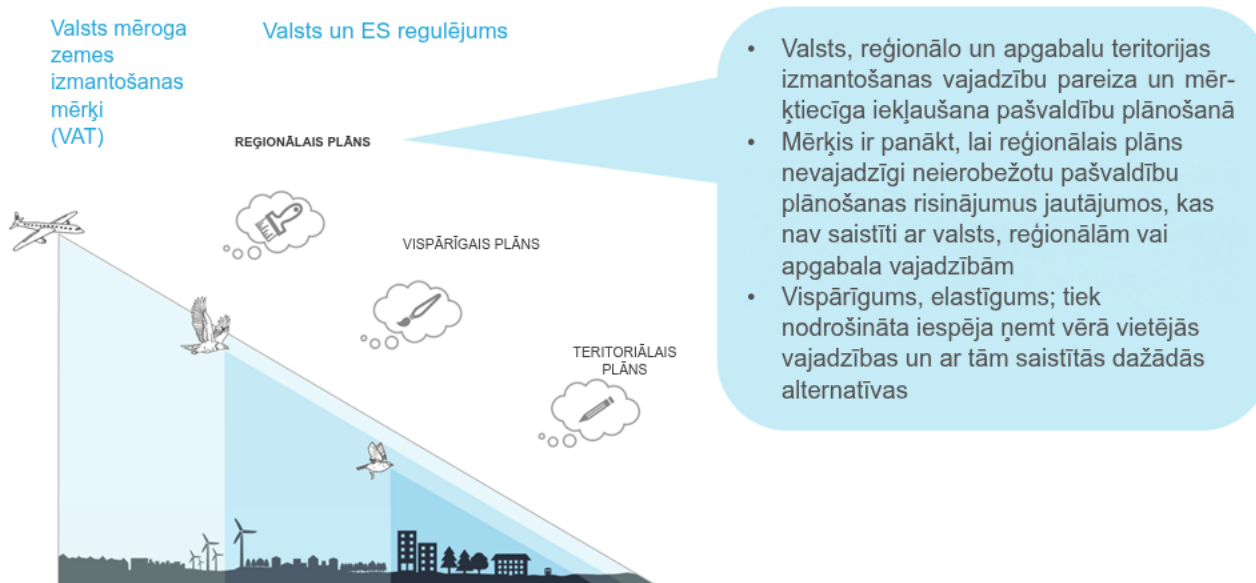 Valsts mēroga
zemes
izmantošanas
mērķi
(VAT)
Valsts un ES regulējums
REĢIONĀLAIS PLĀNS
VISPĀRĪGAIS PLĀNS
TERITORIĀLAIS
PLĀNS
• Valsts, reģionālo un apgabalu teritorijas
izmantošanas vajadzību pareiza un mēr-
ķtiecīga iekļaušana pašvaldību plānošanā
• Mērķis ir panākt, lai reģionālais plāns
nevajadzīgi neierobežotu pašvaldību
plānošanas risinājumus jautājumos, kas
nav saistīti ar valsts, reģionālām vai
apgabala vajadzībām
• Vispārīgums, elastīgums; tiek
nodrošināta iespēja ņemt vērā vietējās
vajadzības un ar tām saistītās dažādās
alternatīvas